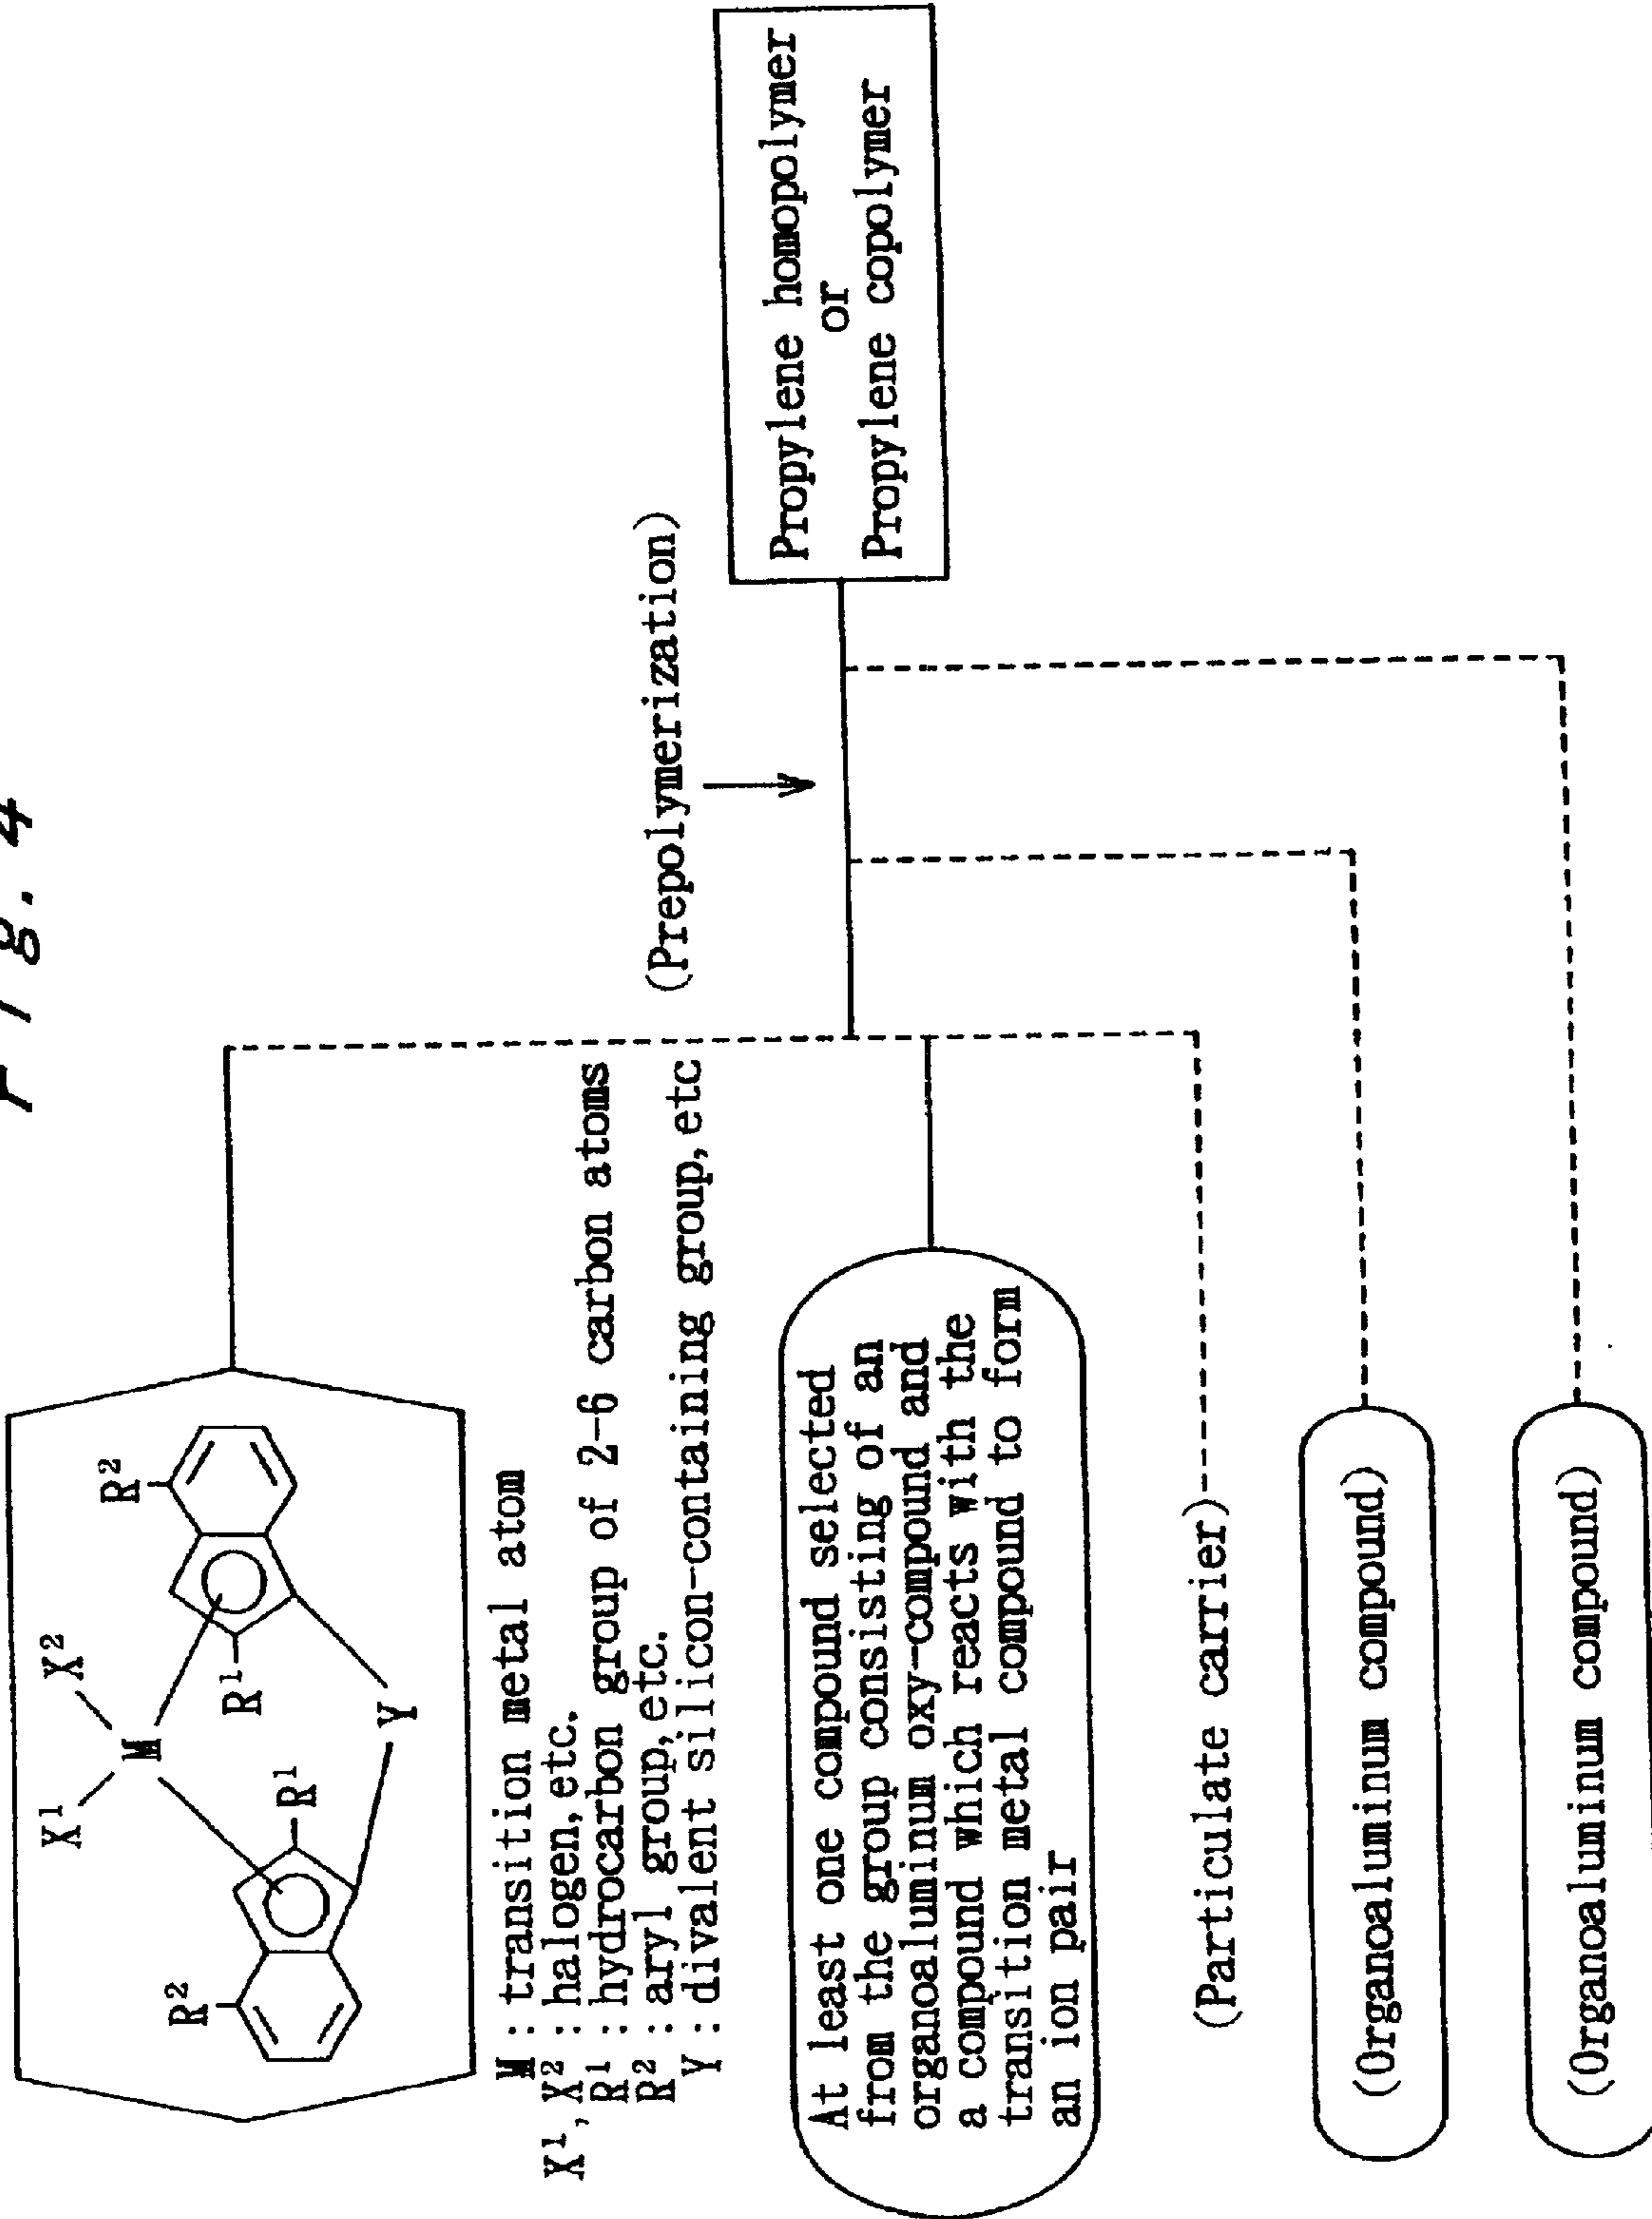 Fig. 4
X1 X2
M
R2 R1 R1 R2
Y
M : transition metal atom
X1, X2 : halogen, etc.
R1 : hydrocarbon group of 2-6 carbon atoms
R2 : aryl group, etc.
Y : divalent silicon-containing group, etc
At least one compound selected
from the group consisting of an
organoaluminum oxy-compound and
a compound which reacts with the
transition metal compound to form
an ion pair
(Particulate carrier)
(Organoaluminum compound)
(Organoaluminum compound)
(Prepolymerization)
Propylene homopolymer
or
Propylene copolymer